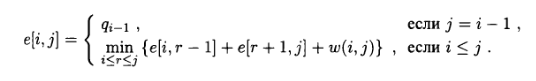 e[i, j] = { q_{i−1} , если j = i − 1 ,
min_{i≤r≤j} {e[i, r − 1] + e[r + 1, j] + w(i, j)} , если i ≤ j .